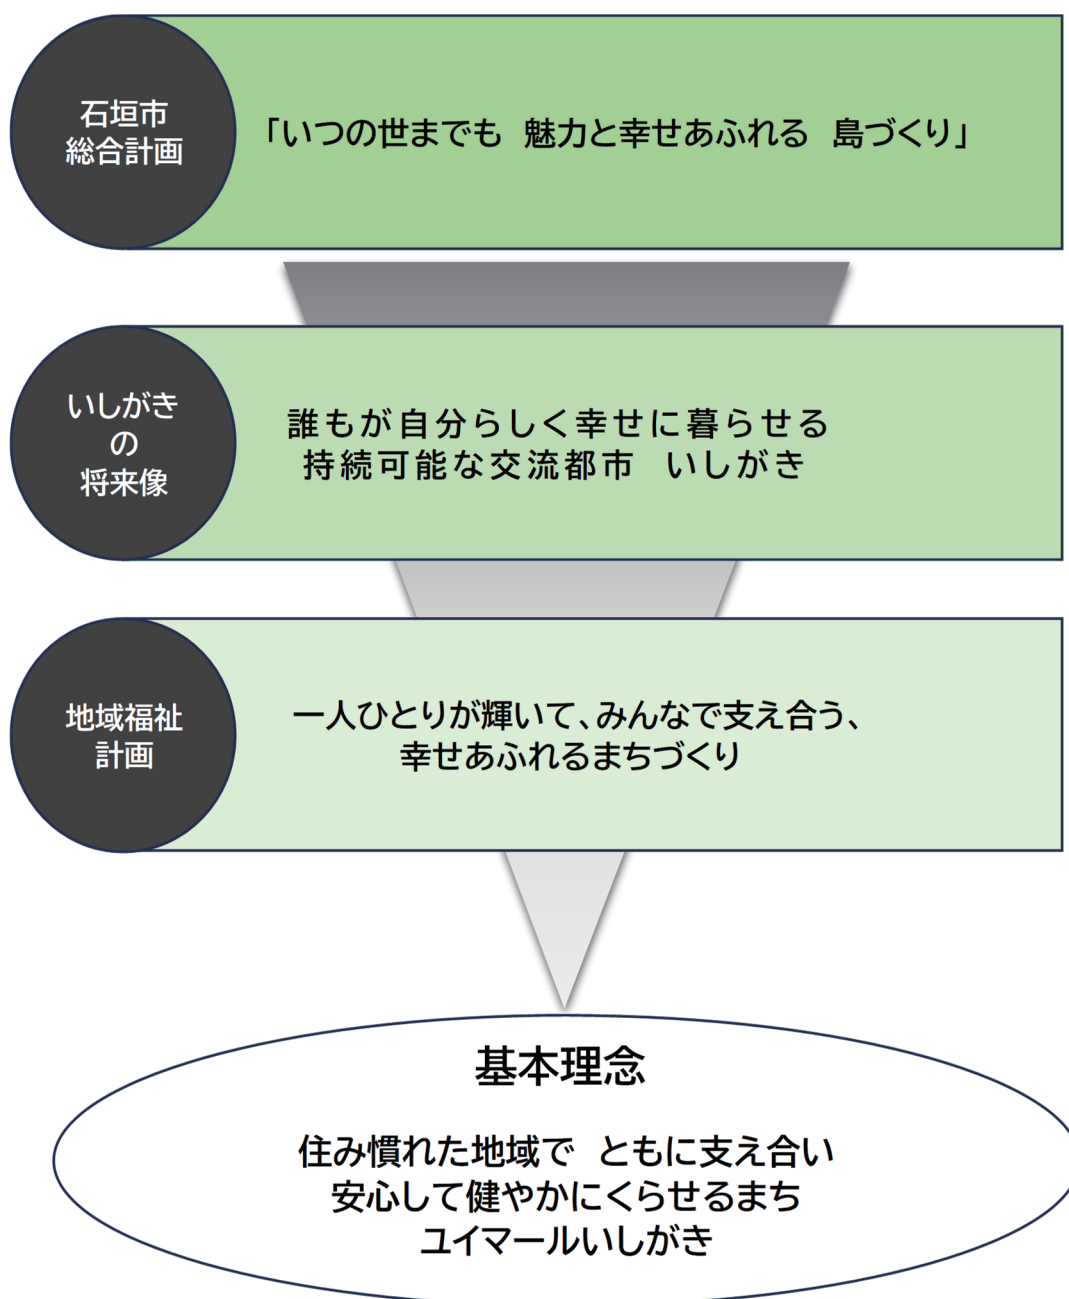 石垣市
総合計画
「いつの世までも　魅力と幸せあふれる　島づくり」
いしがき
の
将来像
誰もが自分らしく幸せに暮らせる
持続可能な交流都市　いしがき
地域福祉
計画
一人ひとりが輝いて、みんなで支え合う、
幸せあふれるまちづくり
基本理念
住み慣れた地域で　ともに支え合い
安心して健やかにくらせるまち
ユイマールいしがき